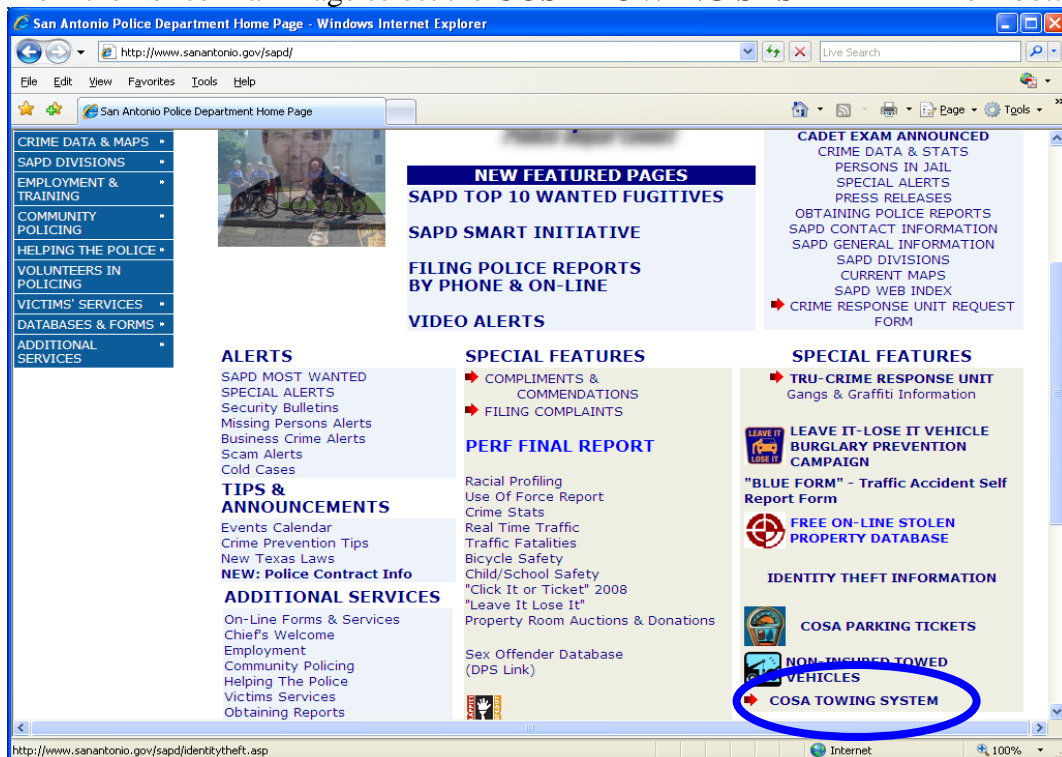 San Antonio Police Department Home Page - Windows Internet Explorer
http://www.sanantonio.gov/sapd/
Live Search
File Edit View Favorites Tools Help
San Antonio Police Department Home Page
Page Tools
CRIME DATA & MAPS
SAPD DIVISIONS
EMPLOYMENT &
TRAINING
COMMUNITY
POLICING
HELPING THE POLICE
VOLUNTEERS IN
POLICING
VICTIMS' SERVICES
DATABASES & FORMS
ADDITIONAL
SERVICES
NEW FEATURED PAGES
SAPD TOP 10 WANTED FUGITIVES
SAPD SMART INITIATIVE
FILING POLICE REPORTS
BY PHONE & ON-LINE
VIDEO ALERTS
CADET EXAM ANNOUNCED
CRIME DATA & STATS
PERSONS IN JAIL
SPECIAL ALERTS
PRESS RELEASES
OBTAINING POLICE REPORTS
SAPD CONTACT INFORMATION
SAPD GENERAL INFORMATION
SAPD DIVISIONS
CURRENT MAPS
SAPD WEB INDEX
CRIME RESPONSE UNIT REQUEST
FORM
ALERTS
SAPD MOST WANTED
SPECIAL ALERTS
Security Bulletins
Missing Persons Alerts
Business Crime Alerts
Scam Alerts
Cold Cases
TIPS &
ANNOUNCEMENTS
Events Calendar
Crime Prevention Tips
New Texas Laws
NEW: Police Contract Info
ADDITIONAL SERVICES
On-Line Forms & Services
Chief's Welcome
Employment
Community Policing
Helping The Police
Victims Services
Obtaining Reports
SPECIAL FEATURES
COMPLIMENTS &
COMMENDATIONS
FILING COMPLAINTS
PERF FINAL REPORT
Racial Profiling
Use Of Force Report
Crime Stats
Real Time Traffic
Traffic Fatalities
Bicycle Safety
Child/School Safety
"Click It or Ticket" 2008
"Leave It Lose It"
Property Room Auctions & Donations
Sex Offender Database
(DPS Link)
SPECIAL FEATURES
TRU-CRIME RESPONSE UNIT
Gangs & Graffiti Information
LEAVE IT
LOSE IT
LEAVE IT-LOSE IT VEHICLE
BURGLARY PREVENTION
CAMPAIGN
"BLUE FORM" - Traffic Accident Self
Report Form
FREE ON-LINE STOLEN
PROPERTY DATABASE
IDENTITY THEFT INFORMATION
COSA PARKING TICKETS
NON-INSURED TOWED
VEHICLES
COSA TOWING SYSTEM
http://www.sanantonio.gov/sapd/identitytheft.asp
Internet
100%